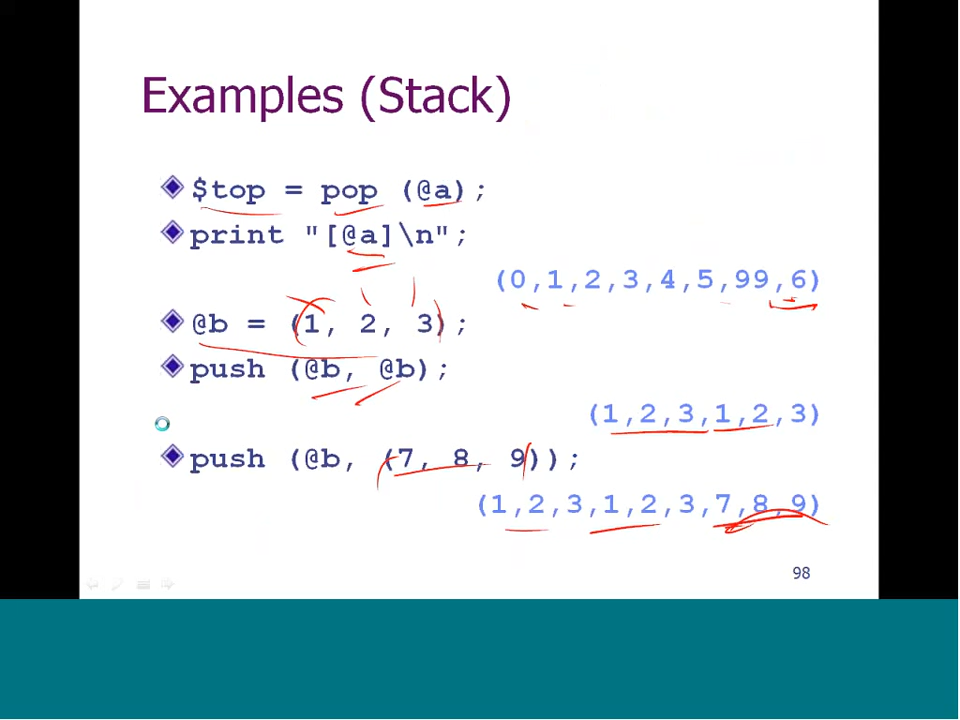 Examples (Stack)
$top = pop (@a);
print "[@a]\n";
(0,1,2,3,4,5,99,6)
@b = (1, 2, 3);
push (@b, @b);
(1,2,3,1,2,3)
push (@b, (7, 8, 9));
(1,2,3,1,2,3,7,8,9)
98